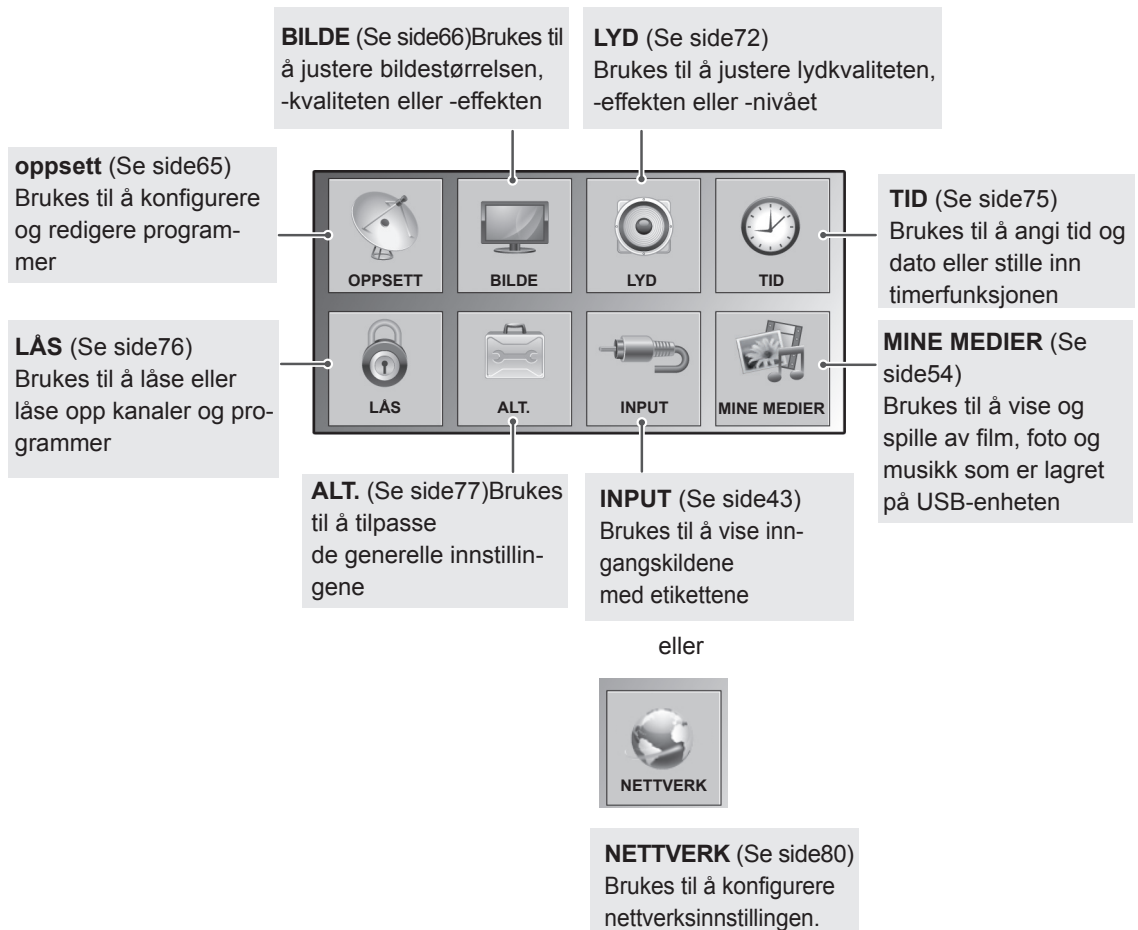 BILDE (Se side66)Brukes til
å justere bildestørrelsen,
-kvaliteten eller -effekten
LYD (Se side72)
Brukes til å justere lydkvaliteten,
-effekten eller -nivået
oppsett (Se side65)
Brukes til å konfigurere
og redigere program-
mer
TID (Se side75)
Brukes til å angi tid og
dato eller stille inn
timerfunksjonen
OPPSETT
BILDE
LYD
TID
LÅS (Se side76)
Brukes til å låse eller
låse opp kanaler og pro-
grammer
MINE MEDIER (Se
side54)
Brukes til å vise og
spille av film, foto og
musikk som er lagret
på USB-enheten
LÅS
ALT.
INPUT
MINE MEDIER
ALT. (Se side77)Brukes
til å tilpasse
de generelle innstillin-
gene
INPUT (Se side43)
Brukes til å vise inn-
gangskildene
med etikettene
eller
NETTVERK
NETTVERK (Se side80)
Brukes til å konfigurere
nettverksinnstillingen.